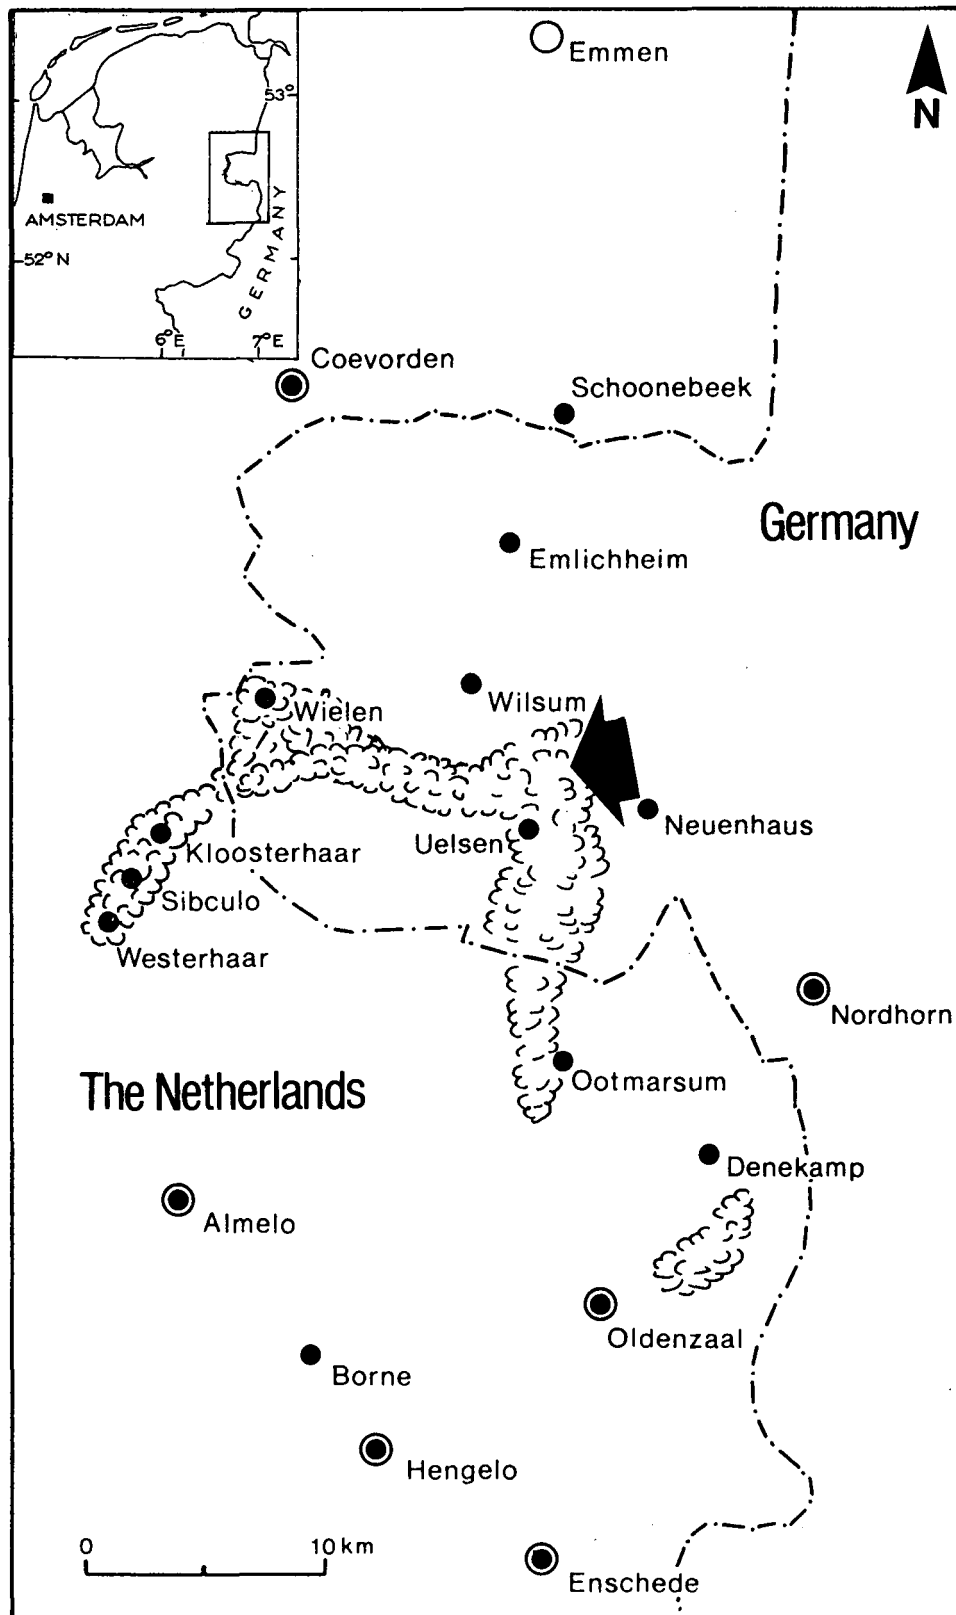 Emmen
N
53°
AMSTERDAM
52° N
GERMANY
6°E
7°E
Coevorden
Schoonebeek
Germany
Emlichheim
Wielen
Wilsum
Neuenhaus
Uelsen
Kloosterhaar
Sibculo
Westerhaar
Nordhorn
The Netherlands
Ootmarsum
Denekamp
Almelo
Oldenzaal
Borne
Hengelo
0 10 km
Enschede